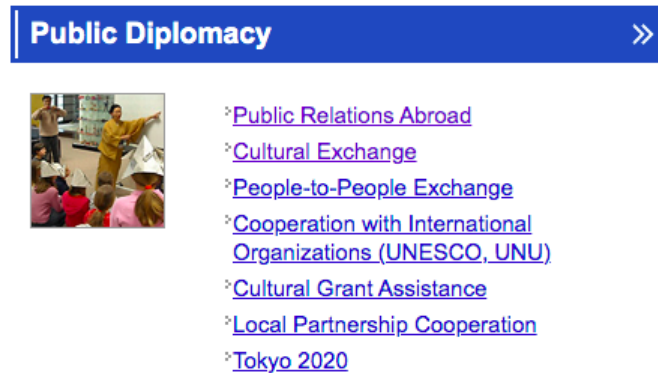 Public Diplomacy
Public Relations Abroad
Cultural Exchange
People-to-People Exchange
Cooperation with International
Organizations (UNESCO, UNU)
Cultural Grant Assistance
Local Partnership Cooperation
Tokyo 2020